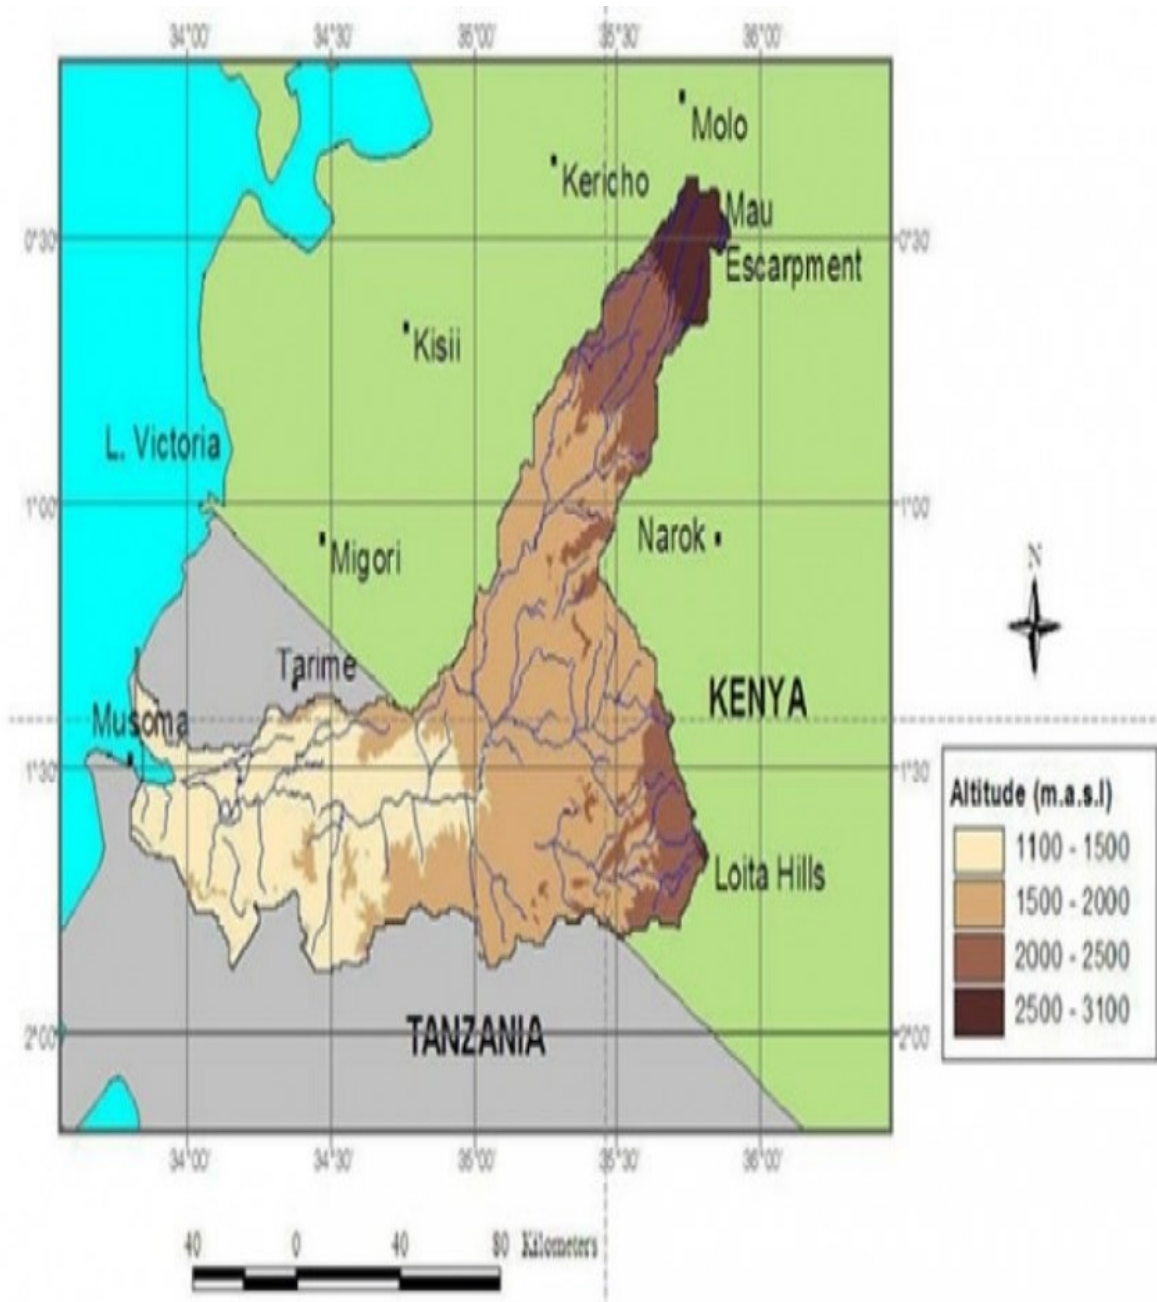 34°00' 34°30' 35°00' 35°30' 36°00'
Molo
Kericho
Mau
0°30' 0°30'
Escarpment
Kisii
L. Victoria
1°00' 1°00'
Narok
Migori
N
Tarime
KENYA
Musoma
1°30' 1°30'
Altitude (m.a.s.l)
1100 - 1500
Loita Hills
1500 - 2000
2000 - 2500
2500 - 3100
TANZANIA
2°00' 2°00'
34°00' 34°30' 35°00' 35°30' 36°00'
40 0 40 80 Kilometers